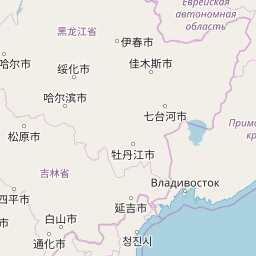 Еврейская
автономная
область
黑龙江省
伊春市
哈尔市
绥化市
佳木斯市
哈尔滨市
七台河市
松原市
牡丹江市
吉林省
Владивосток
四平市
白山市
延吉市
通化市
청진시